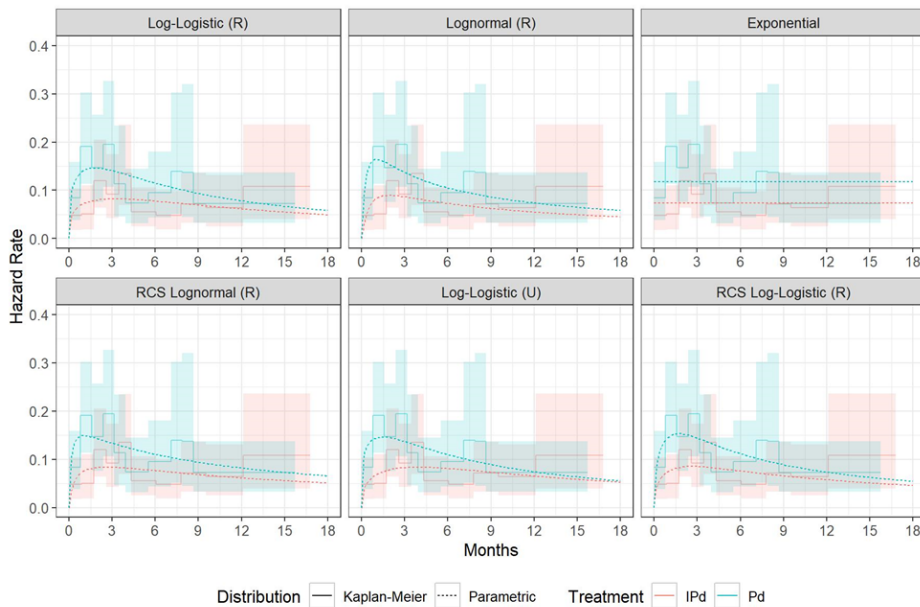 Log-Logistic (R) Lognormal (R) Exponential
0.4
0.3
0.2
0.1
0.0
0 3 6 9 12 15 18 0 3 6 9 12 15 18 0 3 6 9 12 15 18
Hazard Rate
RCS Lognormal (R) Log-Logistic (U) RCS Log-Logistic (R)
0.4
0.3
0.2
0.1
0.0
0 3 6 9 12 15 18 0 3 6 9 12 15 18 0 3 6 9 12 15 18
Months
Distribution Kaplan-Meier Parametric Treatment IPd Pd